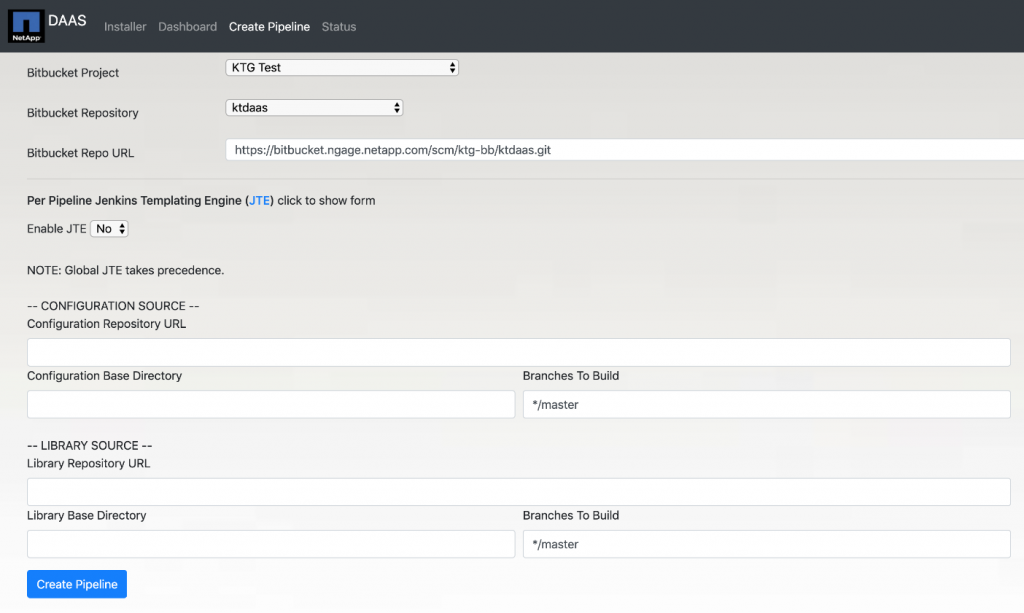 NetApp
DAAS Installer Dashboard Create Pipeline Status
Bitbucket Project KTG Test
Bitbucket Repository ktdaas
Bitbucket Repo URL https://bitbucket.ngage.netapp.com/scm/ktg-bb/ktdaas.git
Per Pipeline Jenkins Templating Engine (JTE) click to show form
Enable JTE No
NOTE: Global JTE takes precedence.
-- CONFIGURATION SOURCE --
Configuration Repository URL
Configuration Base Directory Branches To Build
*/master
-- LIBRARY SOURCE --
Library Repository URL
Library Base Directory Branches To Build
*/master
Create Pipeline